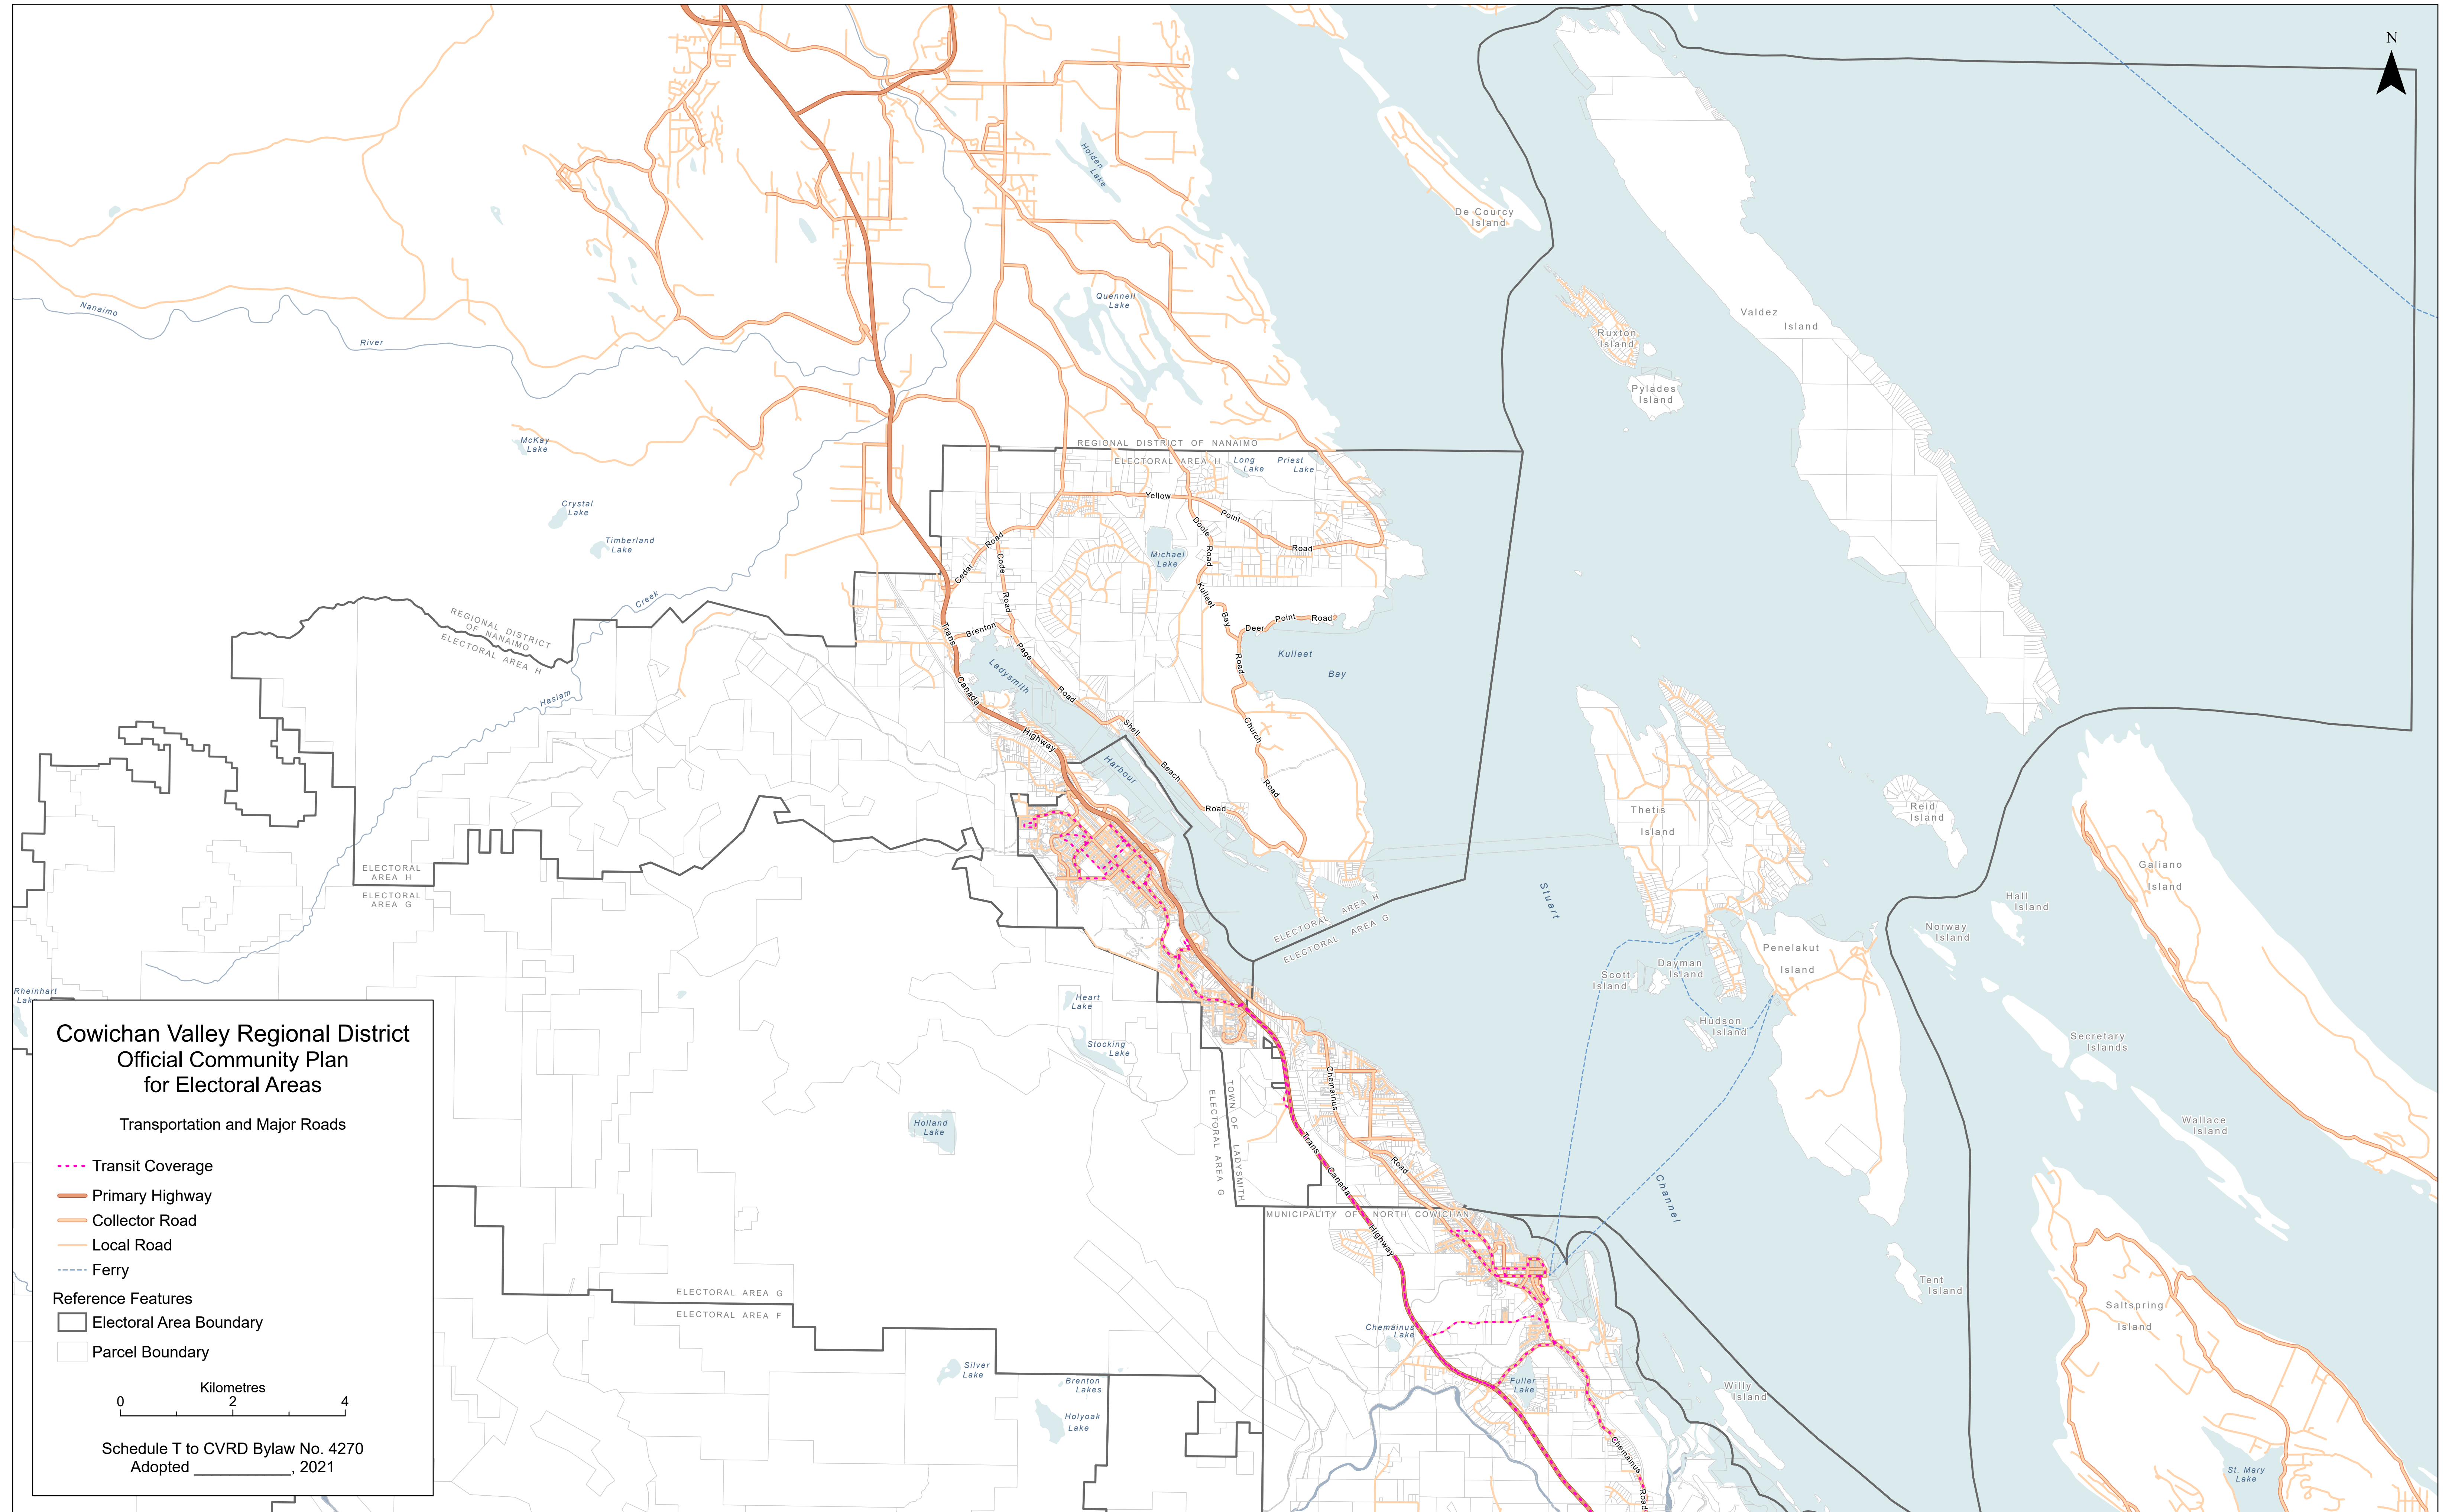 N
Holden
Lake
De Courcy
Island
Quennell
Lake
Nanaimo
River
Valdez
Island
Ruxton
Island
Pylades
Island
McKay
Lake
REGIONAL DISTRICT OF NANAIMO
ELECTORAL AREA H
Long
Lake
Priest
Lake
Yellow
Point
Road
Doole
Road
Crystal
Lake
Timberland
Lake
Michael
Lake
Cedar
Road
Code
Road
Creek
Haslam
REGIONAL DISTRICT
OF NANAIMO
ELECTORAL AREA H
Kulleet
Bay
Road
Deer
Point
Road
Brenton
Page
Road
Trans
Canada
Highway
Ladysmith
Harbour
Kulleet
Bay
Shell
Beach
Road
Church
Road
Thetis
Island
Reid
Island
Galiano
Island
ELECTORAL
AREA H
ELECTORAL
AREA G
Stuart
Channel
ELECTORAL AREA H
ELECTORAL AREA G
Hall
Island
Norway
Island
Penelakut
Island
Scott
Island
Dayman
Island
Hudson
Island
Secretary
Islands
Wallace
Island
Rheinhart
Heart
Lake
Stocking
Lake
Holland
Lake
TOWN OF LADYSMITH
ELECTORAL AREA G
Chemainus
Road
Trans
Canada
Highway
MUNICIPALITY OF NORTH COWICHAN
ELECTORAL AREA G
ELECTORAL AREA F
Tent
Island
Saltspring
Island
Chemainus
Lake
Silver
Lake
Brenton
Lakes
Holyoak
Lake
Fuller
Lake
Willy
Island
Chemainus
Road
St. Mary
Lake
Cowichan Valley Regional District
Official Community Plan
for Electoral Areas
Transportation and Major Roads
Transit Coverage
Primary Highway
Collector Road
Local Road
Ferry
Reference Features
Electoral Area Boundary
Parcel Boundary
Kilometres
0 2 4
Schedule T to CVRD Bylaw No. 4270
Adopted ___________, 2021